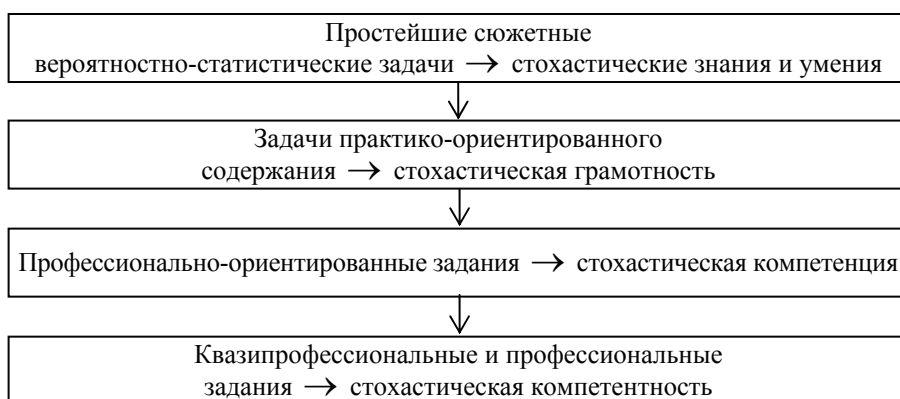 Простейшие сюжетные
вероятностно-статистические задачи → стохастические знания и умения
Задачи практико-ориентированного
содержания → стохастическая грамотность
Профессионально-ориентированные задания → стохастическая компетенция
Квазипрофессиональные и профессиональные
задания → стохастическая компетентность